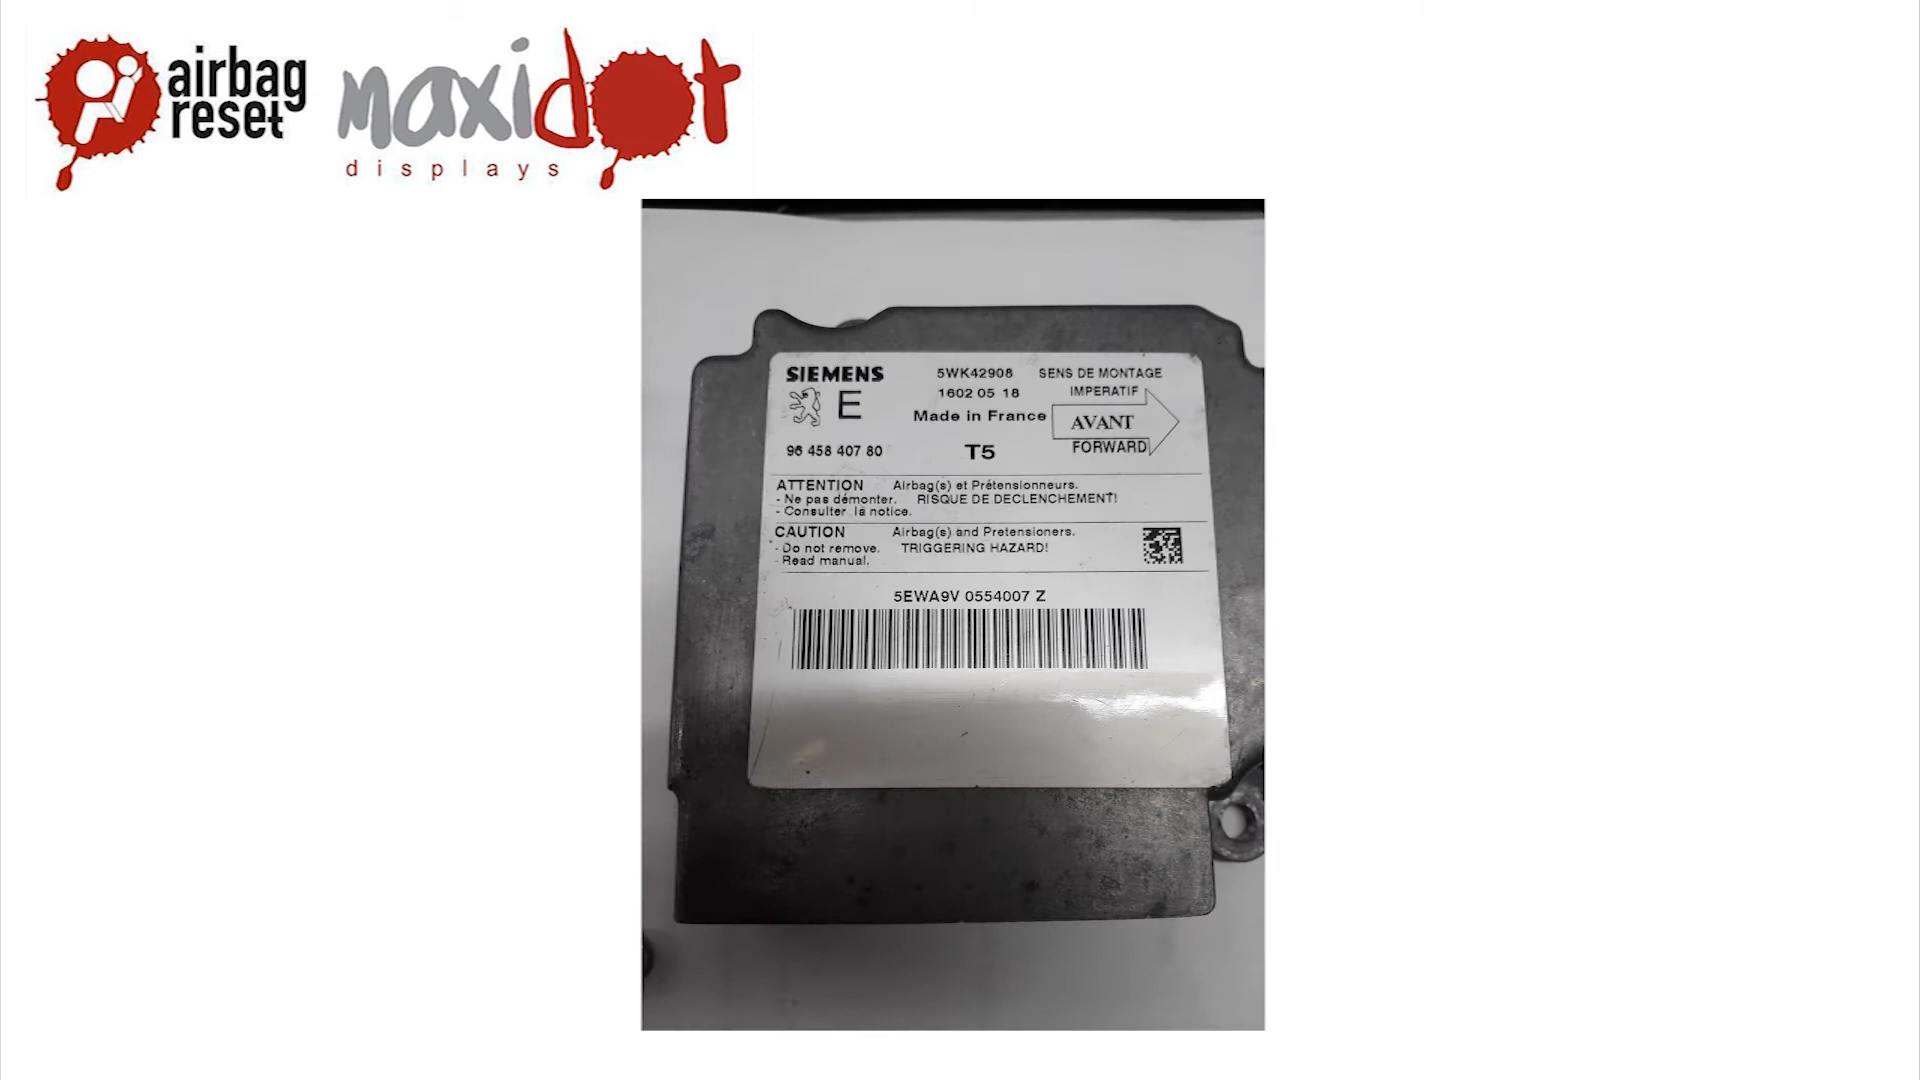 airbag
reset
maxidot
displays
SIEMENS
E
96 458 407 80
5WK42908
1602 05 18
Made in France
T5
SENS DE MONTAGE
IMPERATIF
AVANT
FORWARD
ATTENTION Airbag(s) et Prétensionneurs.
- Ne pas démonter. RISQUE DE DECLENCHEMENT!
- Consulter la notice.
CAUTION Airbag(s) and Pretensioners.
- Do not remove. TRIGGERING HAZARD!
- Read manual.
5EWA9V 0554007 Z